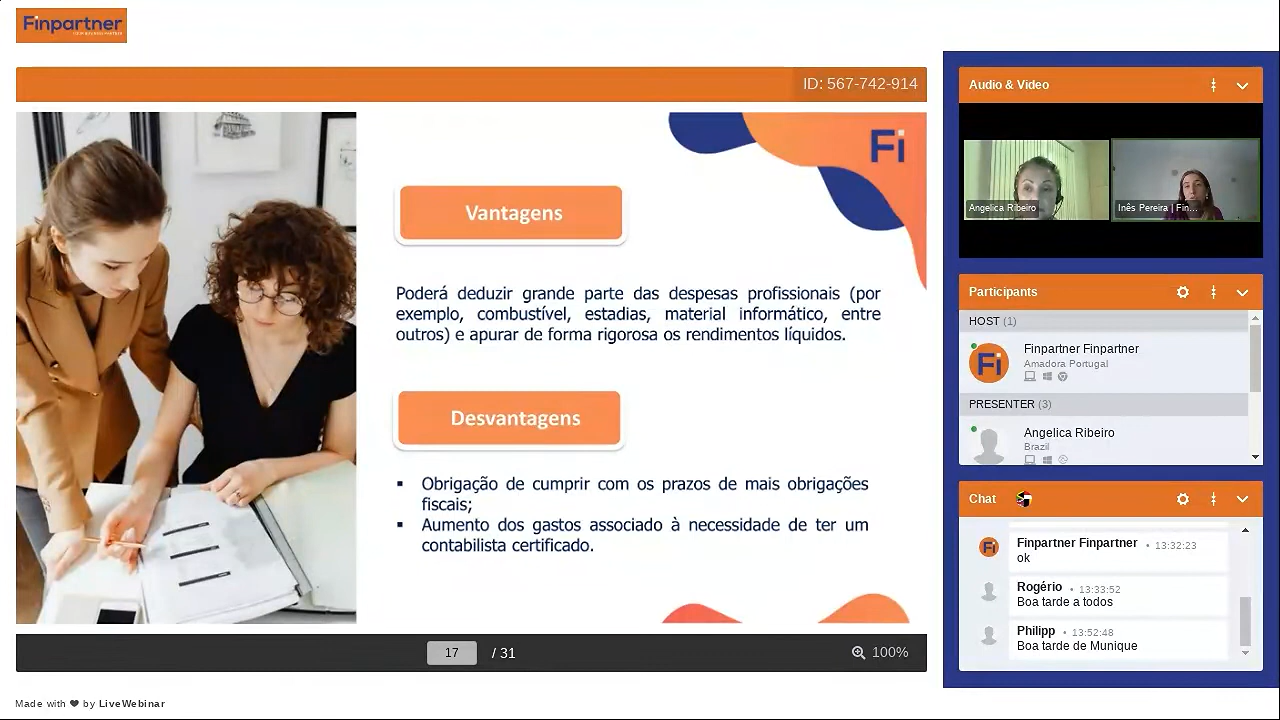 Finpartner
ID: 567-742-914
Fi
Vantagens
Poderá deduzir grande parte das despesas profissionais (por
exemplo, combustível, estadias, material informático, entre
outros) e apurar de forma rigorosa os rendimentos líquidos.
Desvantagens
▪ Obrigação de cumprir com os prazos de mais obrigações
fiscais;
▪ Aumento dos gastos associado à necessidade de ter um
contabilista certificado.
17 / 31
100%
Made with ❤ by LiveWebinar
Audio & Video
Angelica Ribeiro
Inês Pereira | Fin...
Participants
HOST (1)
Fi
Finpartner Finpartner
Amadora Portugal
PRESENTER (3)
Angelica Ribeiro
Brazil
Chat
Fi
Finpartner Finpartner • 13:32:23
ok
Rogério • 13:33:52
Boa tarde a todos
Philipp • 13:52:48
Boa tarde de Munique